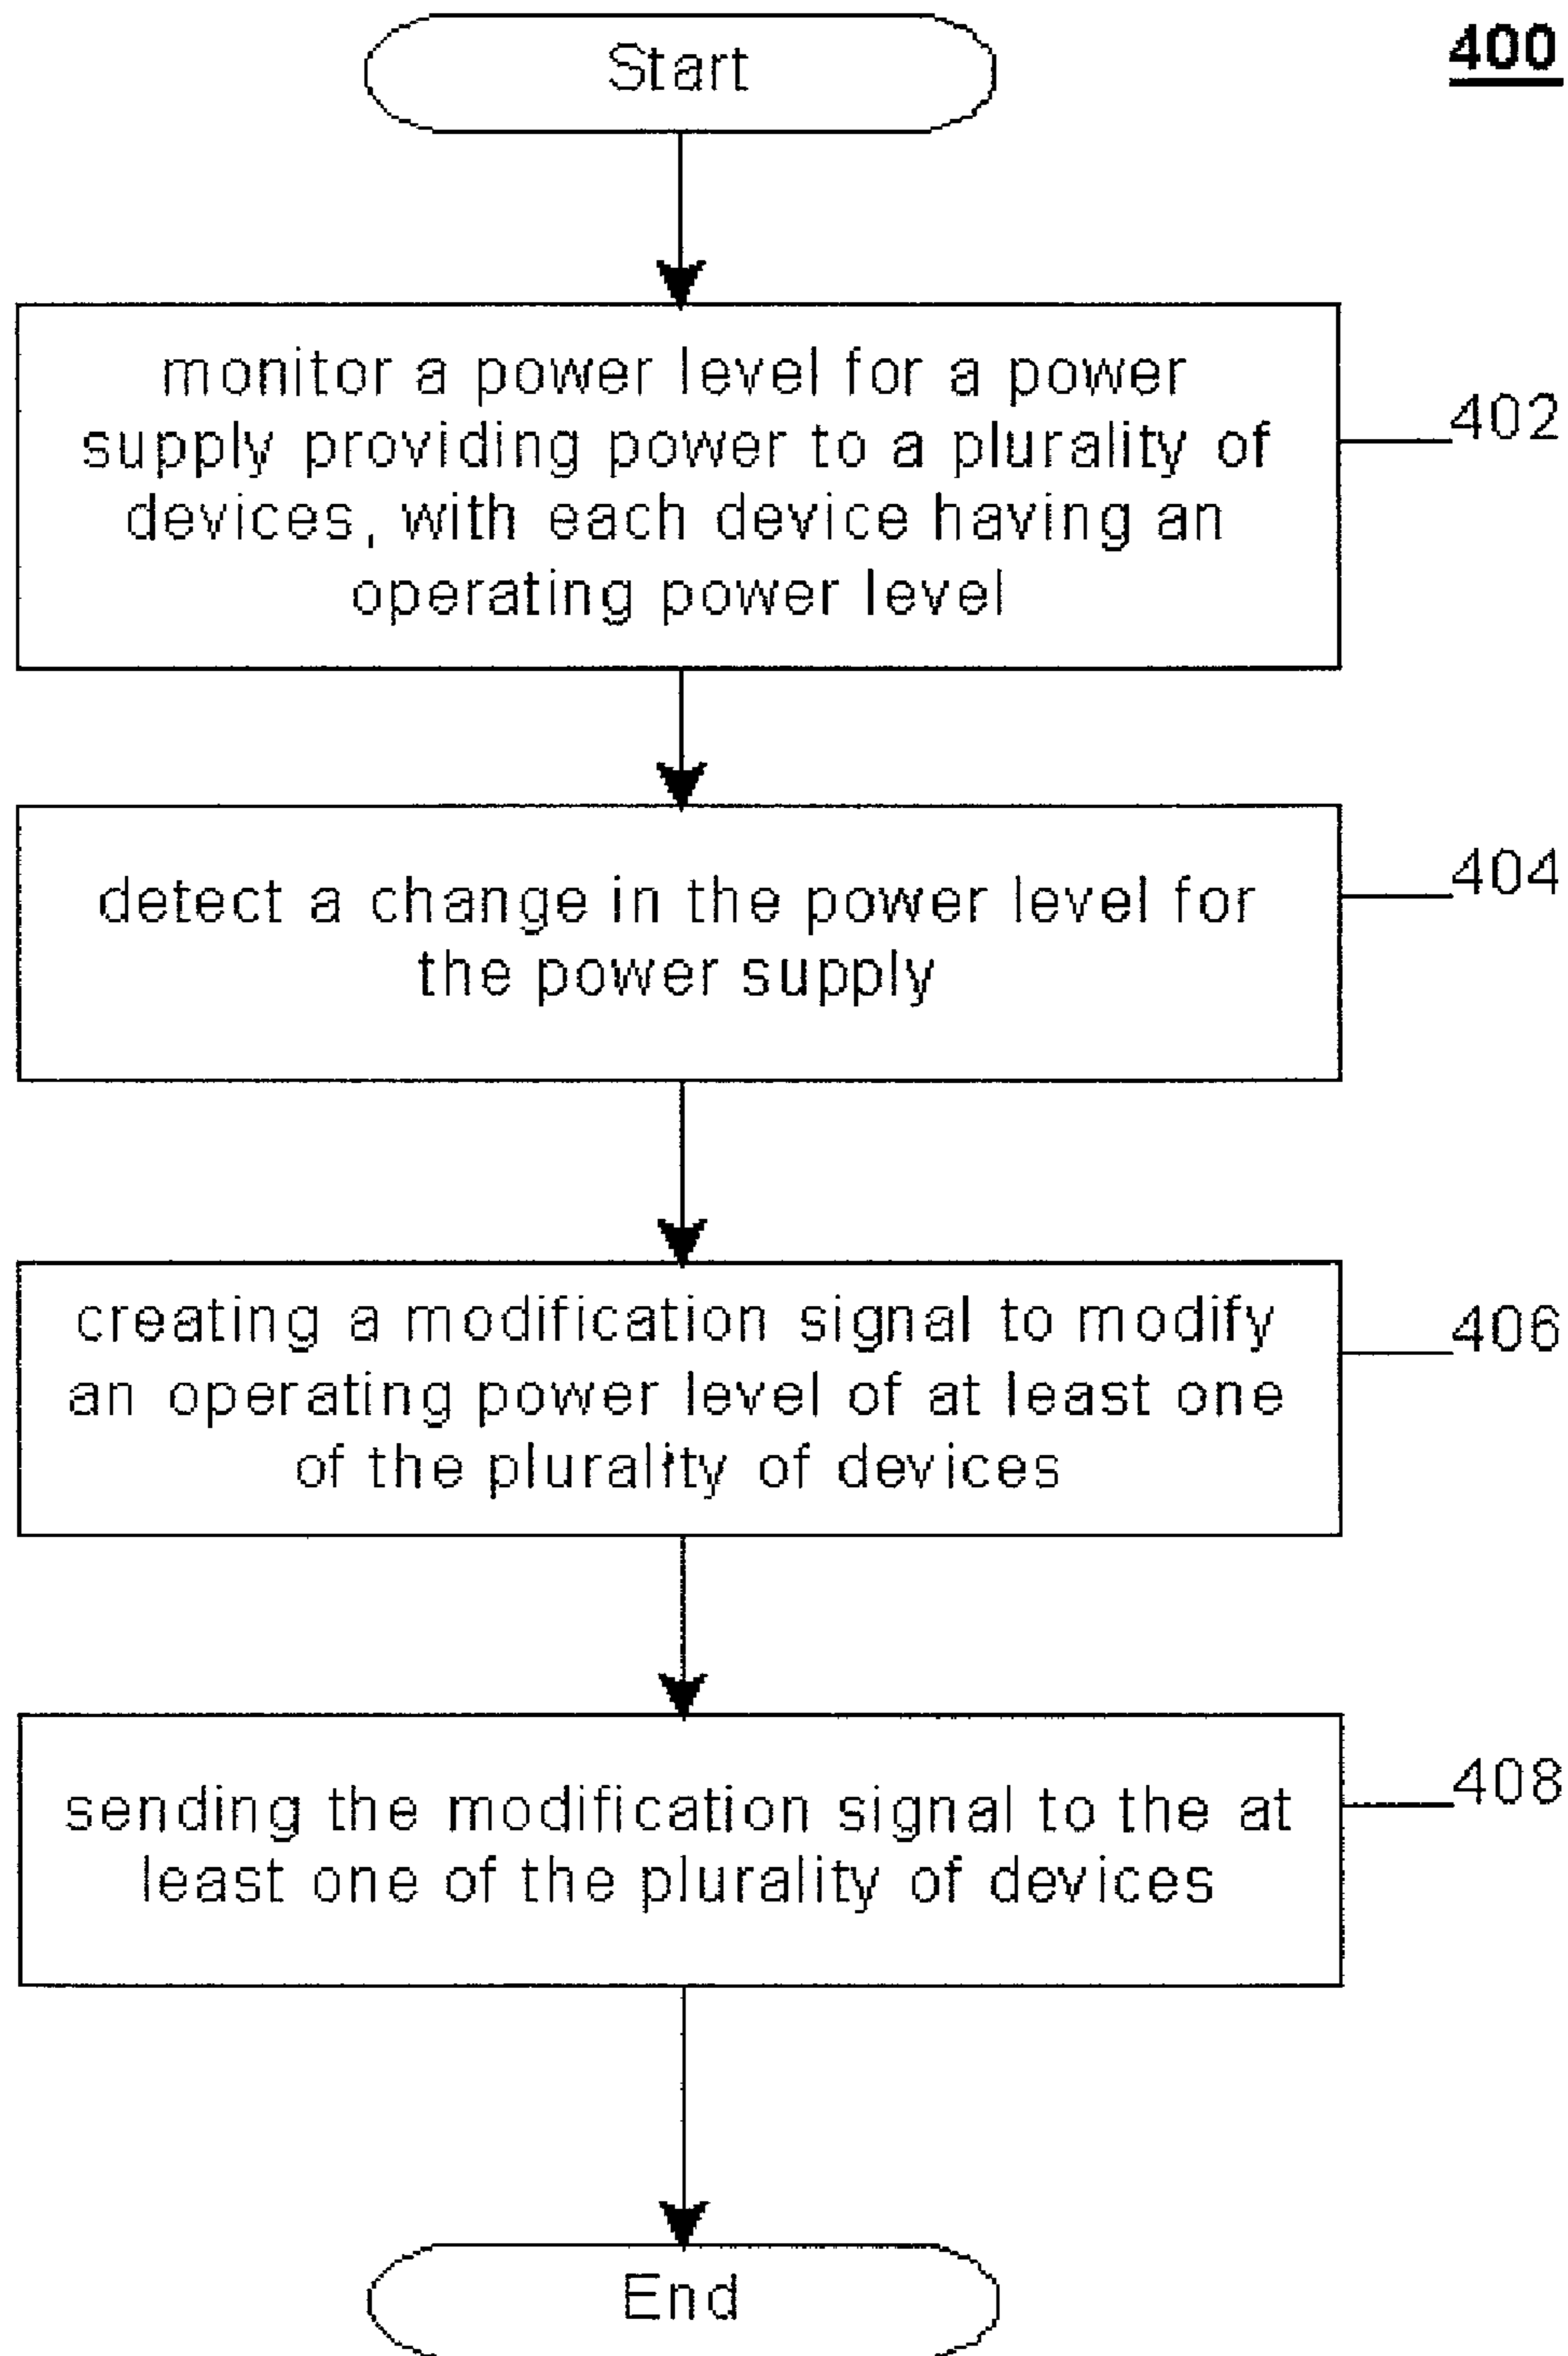 Start
400
monitor a power level for a power
supply providing power to a plurality of
devices, with each device having an
operating power level
402
detect a change in the power level for
the power supply
404
creating a modification signal to modify
an operating power level of at least one
of the plurality of devices
406
sending the modification signal to the at
least one of the plurality of devices
408
End